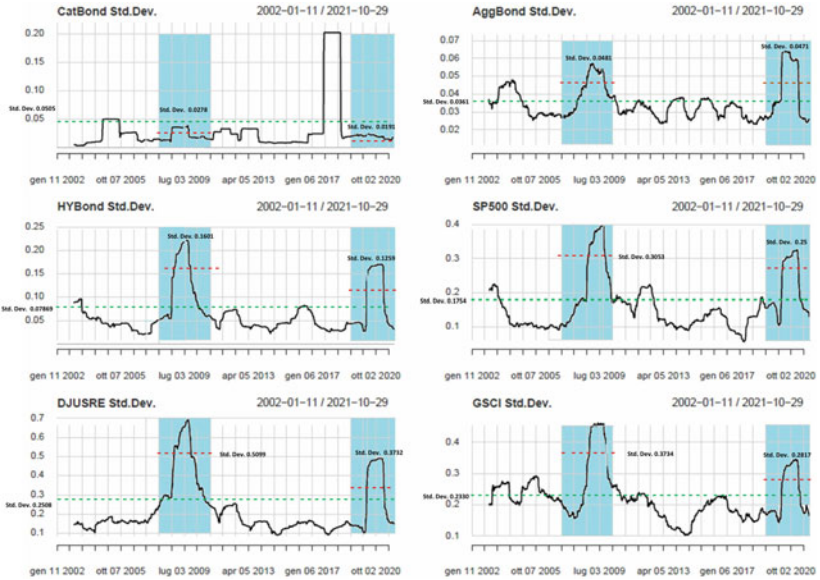 CatBond Std.Dev. 2002-01-11 / 2021-10-29
0.20
0.15
0.10
0.05
Std. Dev. 0.0505
Std. Dev. 0.0278
Std. Dev. 0.0191
gen 11 2002 ott 07 2005 lug 03 2009 apr 05 2013 gen 06 2017 ott 02 2020
AggBond Std.Dev. 2002-01-11 / 2021-10-29
0.07
0.06
0.05
0.04
0.03
0.02
Std. Dev. 0.0361
Std. Dev. 0.0481
Std. Dev. 0.0471
gen 11 2002 ott 07 2005 lug 03 2009 apr 05 2013 gen 06 2017 ott 02 2020
HYBond Std.Dev. 2002-01-11 / 2021-10-29
0.25
0.20
0.15
0.10
0.05
Std. Dev. 0.07869
Std. Dev. 0.1601
Std. Dev. 0.1259
gen 11 2002 ott 07 2005 lug 03 2009 apr 05 2013 gen 06 2017 ott 02 2020
SP500 Std.Dev. 2002-01-11 / 2021-10-29
0.4
0.3
0.2
0.1
Std. Dev. 0.1754
Std. Dev. 0.3053
Std. Dev. 0.25
gen 11 2002 ott 07 2005 lug 03 2009 apr 05 2013 gen 06 2017 ott 02 2020
DJUSRE Std.Dev. 2002-01-11 / 2021-10-29
0.7
0.6
0.5
0.4
0.3
0.2
0.1
Std. Dev. 0.2508
Std. Dev. 0.5099
Std. Dev. 0.3732
gen 11 2002 ott 07 2005 lug 03 2009 apr 05 2013 gen 06 2017 ott 02 2020
GSCI Std.Dev. 2002-01-11 / 2021-10-29
0.4
0.3
0.2
0.1
Std. Dev. 0.2330
Std. Dev. 0.3734
Std. Dev. 0.2817
gen 11 2002 ott 07 2005 lug 03 2009 apr 05 2013 gen 06 2017 ott 02 2020